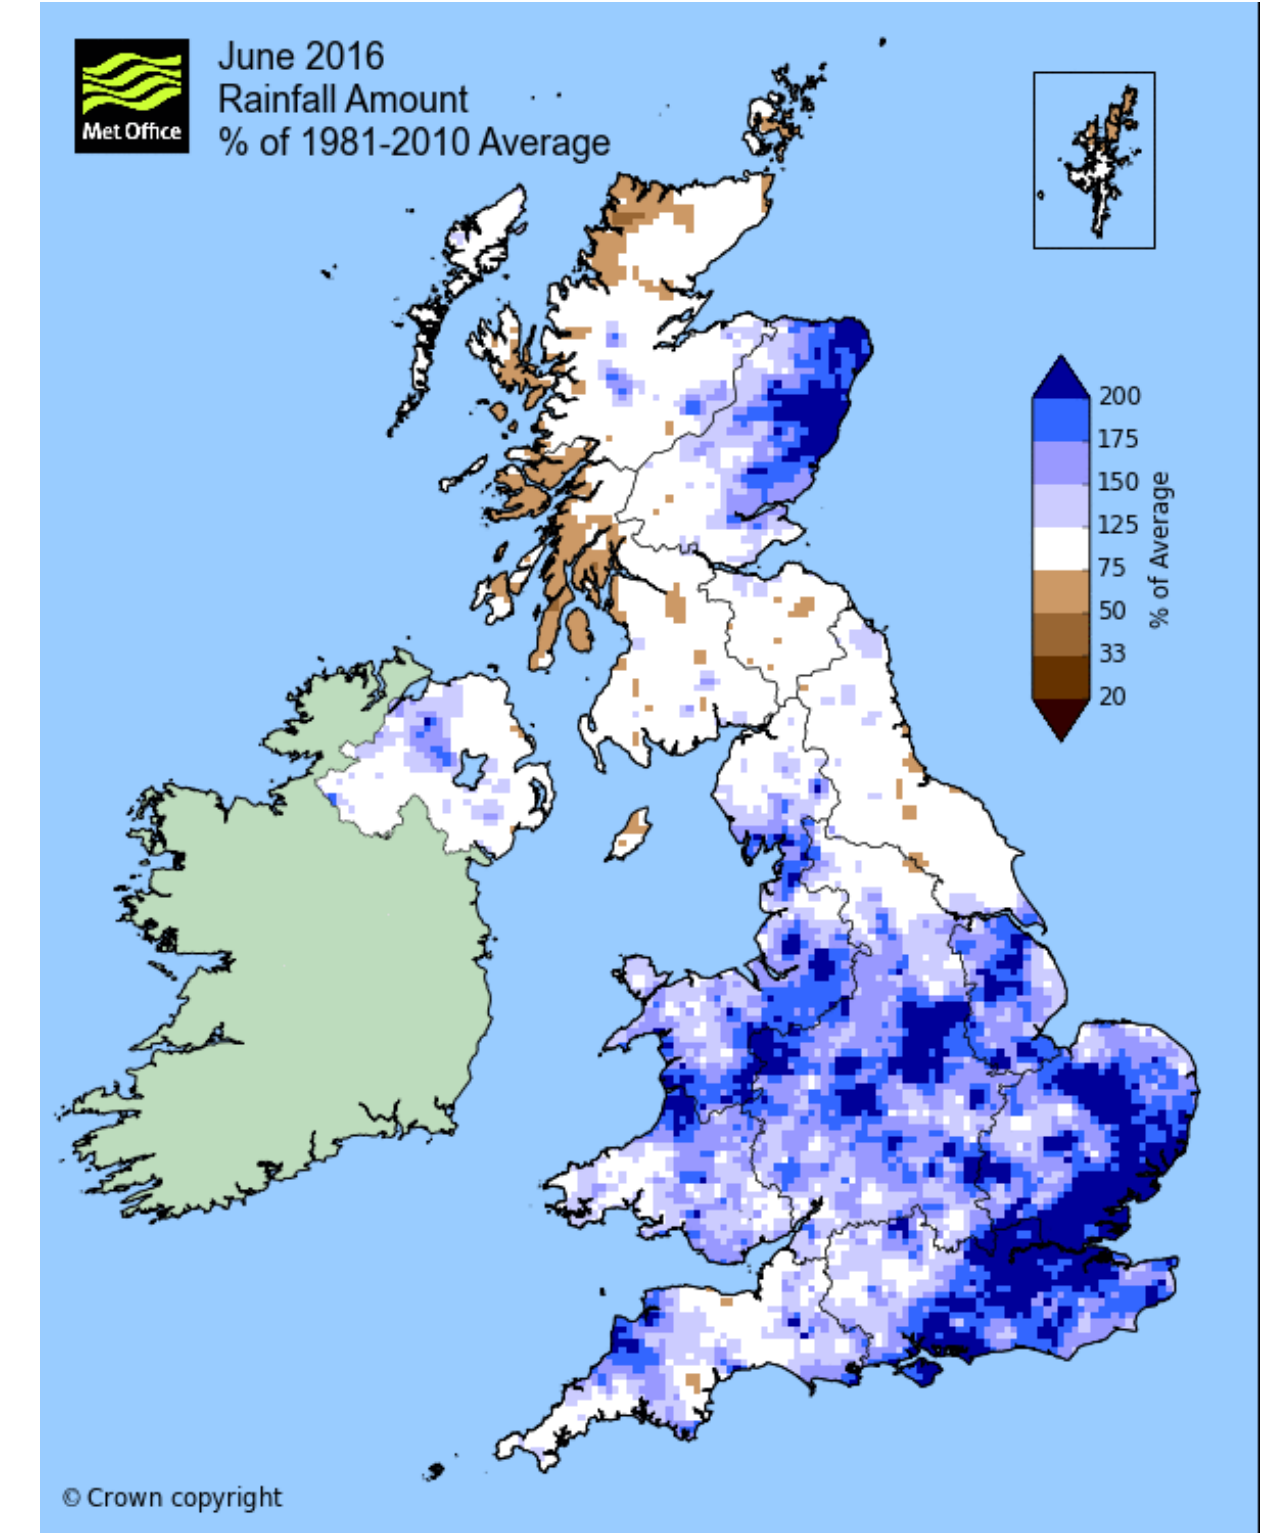 June 2016
Rainfall Amount
% of 1981-2010 Average
Met Office
200
175
150
125
75
50
33
20
% of Average
© Crown copyright